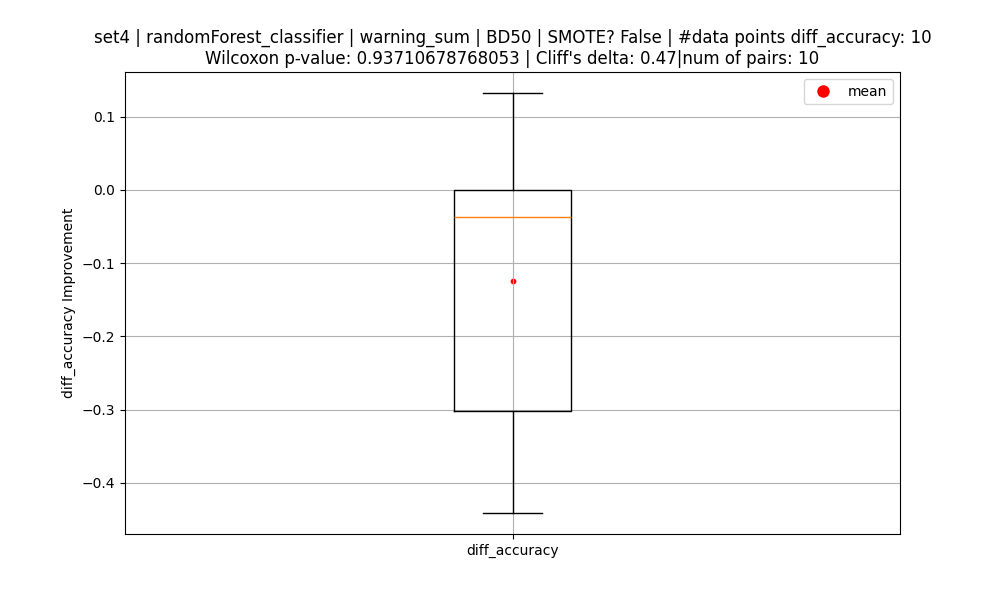 set4 | randomForest_classifier | warning_sum | BD50 | SMOTE? False | #data points diff_accuracy: 10
Wilcoxon p-value: 0.93710678768053 | Cliff's delta: 0.47|num of pairs: 10
mean
0.1
0.0
−0.1
−0.2
−0.3
−0.4
diff_accuracy Improvement
diff_accuracy